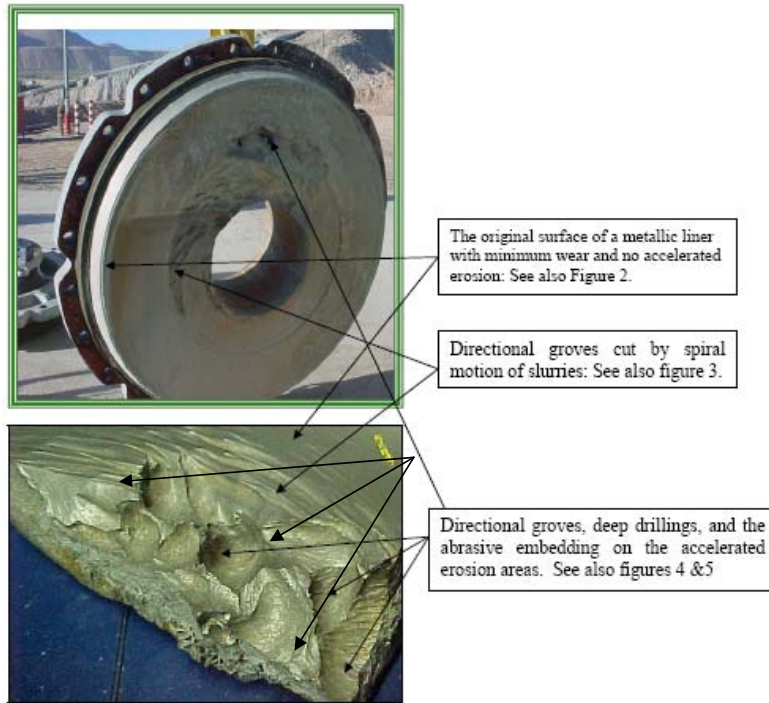 The original surface of a metallic liner
with minimum wear and no accelerated
erosion: See also Figure 2.
Directional groves cut by spiral
motion of slurries: See also figure 3.
Directional groves, deep drillings, and the
abrasive embedding on the accelerated
erosion areas. See also figures 4 &5